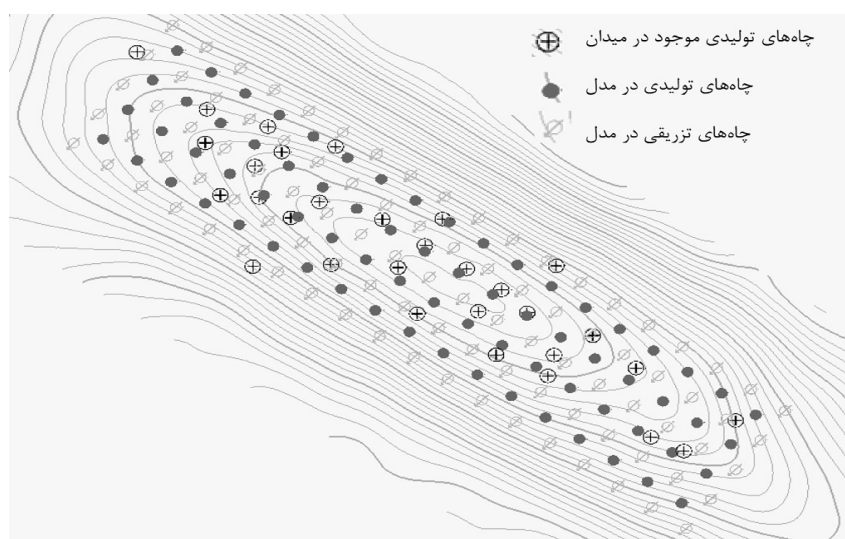 چاه‌های تولیدی موجود در میدان
چاه‌های تولیدی در مدل
چاه‌های تزریقی در مدل